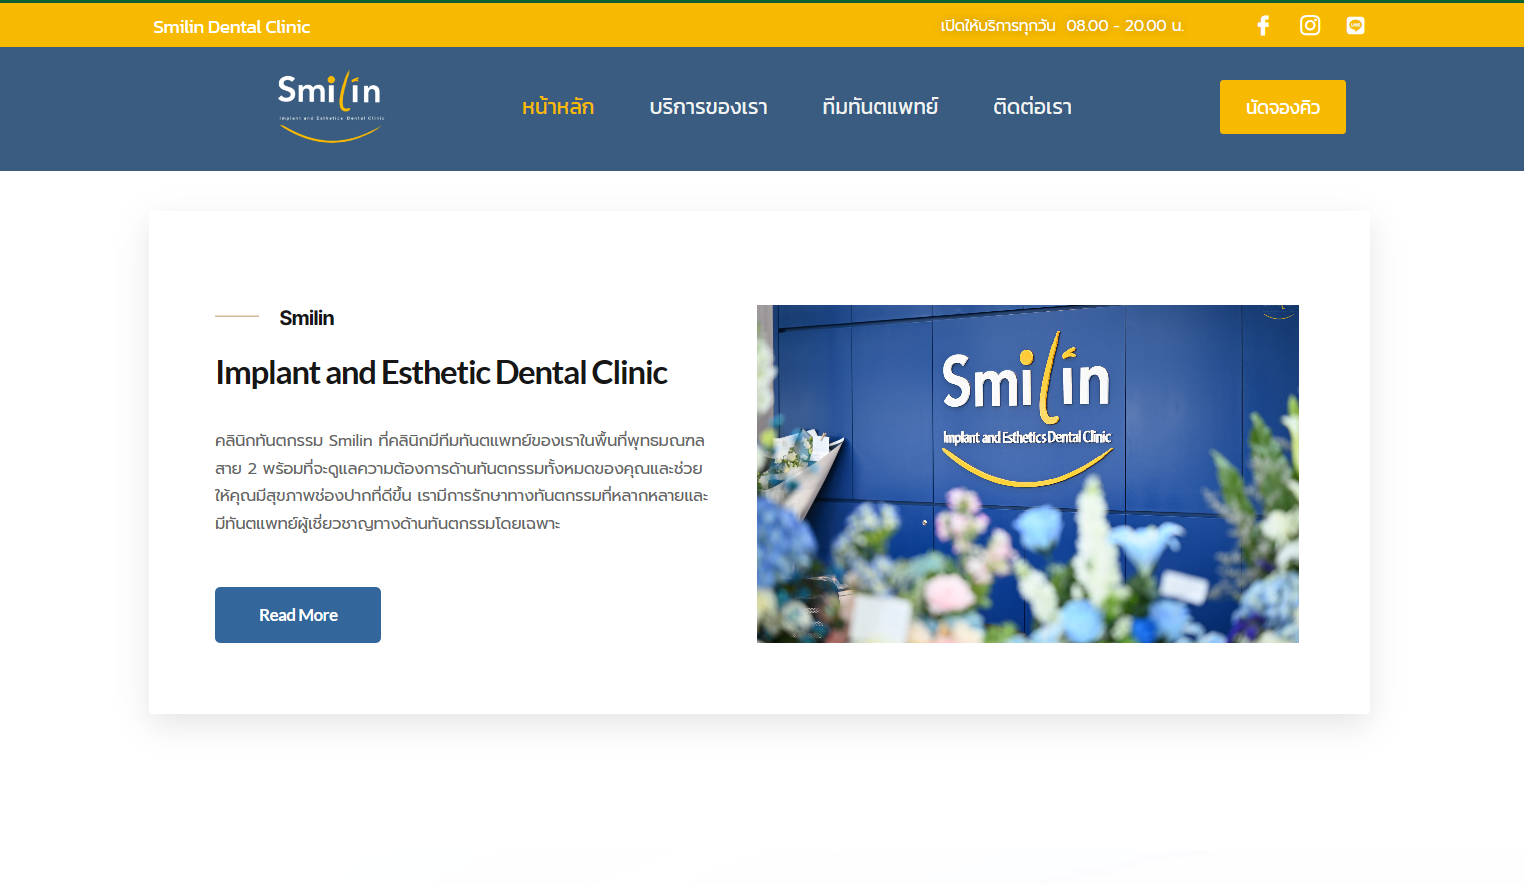 Smilin Dental Clinic
เปิดให้บริการทุกวัน 08.00 - 20.00 น.
Smilin
Implant and Esthetics Dental Clinic
หน้าหลัก
บริการของเรา
ทีมทันตแพทย์
ติดต่อเรา
นัดจองคิว
Smilin
Implant and Esthetic Dental Clinic
คลินิกทันตกรรม Smilin ที่คลินิกมีทีมทันตแพทย์ของเราในพื้นที่พุทธมณฑล
สาย 2 พร้อมที่จะดูแลความต้องการด้านทันตกรรมทั้งหมดของคุณและช่วย
ให้คุณมีสุขภาพช่องปากที่ดีขึ้น เรามีการรักษาทางทันตกรรมที่หลากหลายและ
มีทันตแพทย์ผู้เชี่ยวชาญทางด้านทันตกรรมโดยเฉพาะ
Read More
Smilin
Implant and Esthetics Dental Clinic